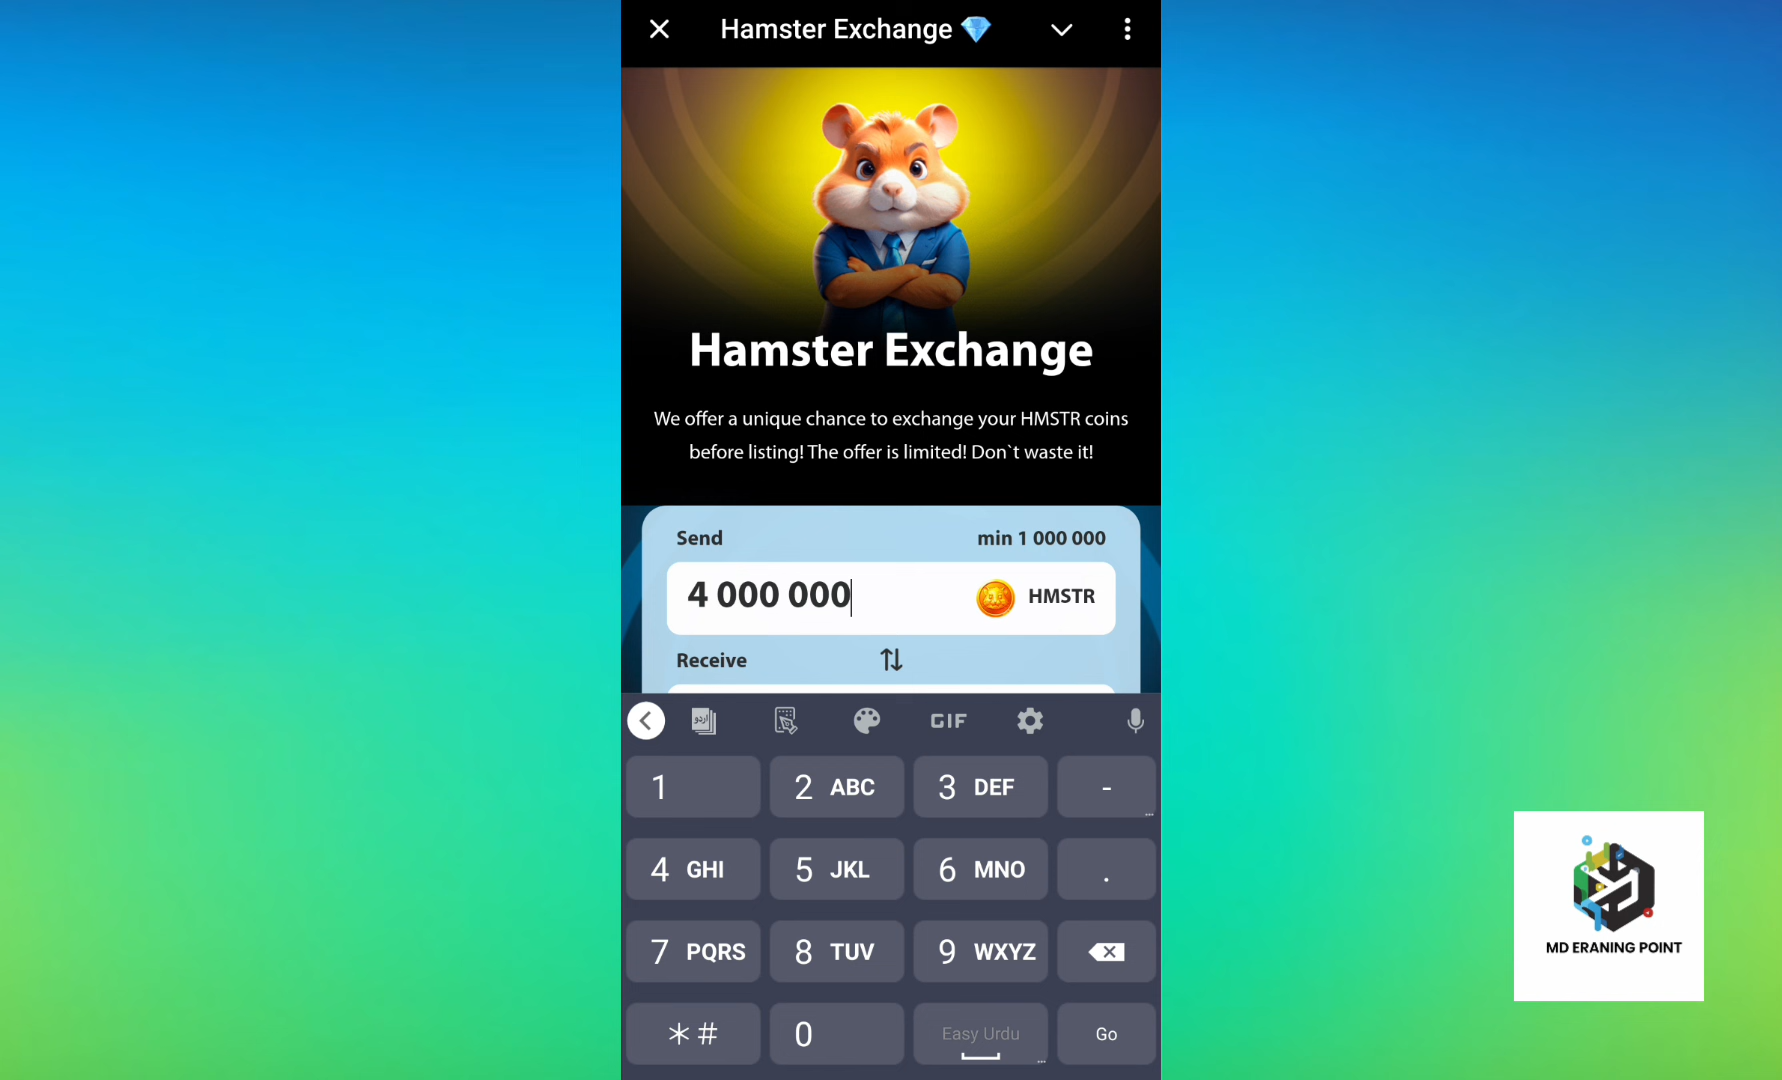 Hamster Exchange
Hamster Exchange
We offer a unique chance to exchange your HMSTR coins
before listing! The offer is limited! Don`t waste it!
Send min 1 000 000
4 000 000 HMSTR
Receive
اردو GIF
1 2 ABC 3 DEF -
4 GHI 5 JKL 6 MNO .
7 PQRS 8 TUV 9 WXYZ
*# 0 Easy Urdu Go
MD ERANING POINT